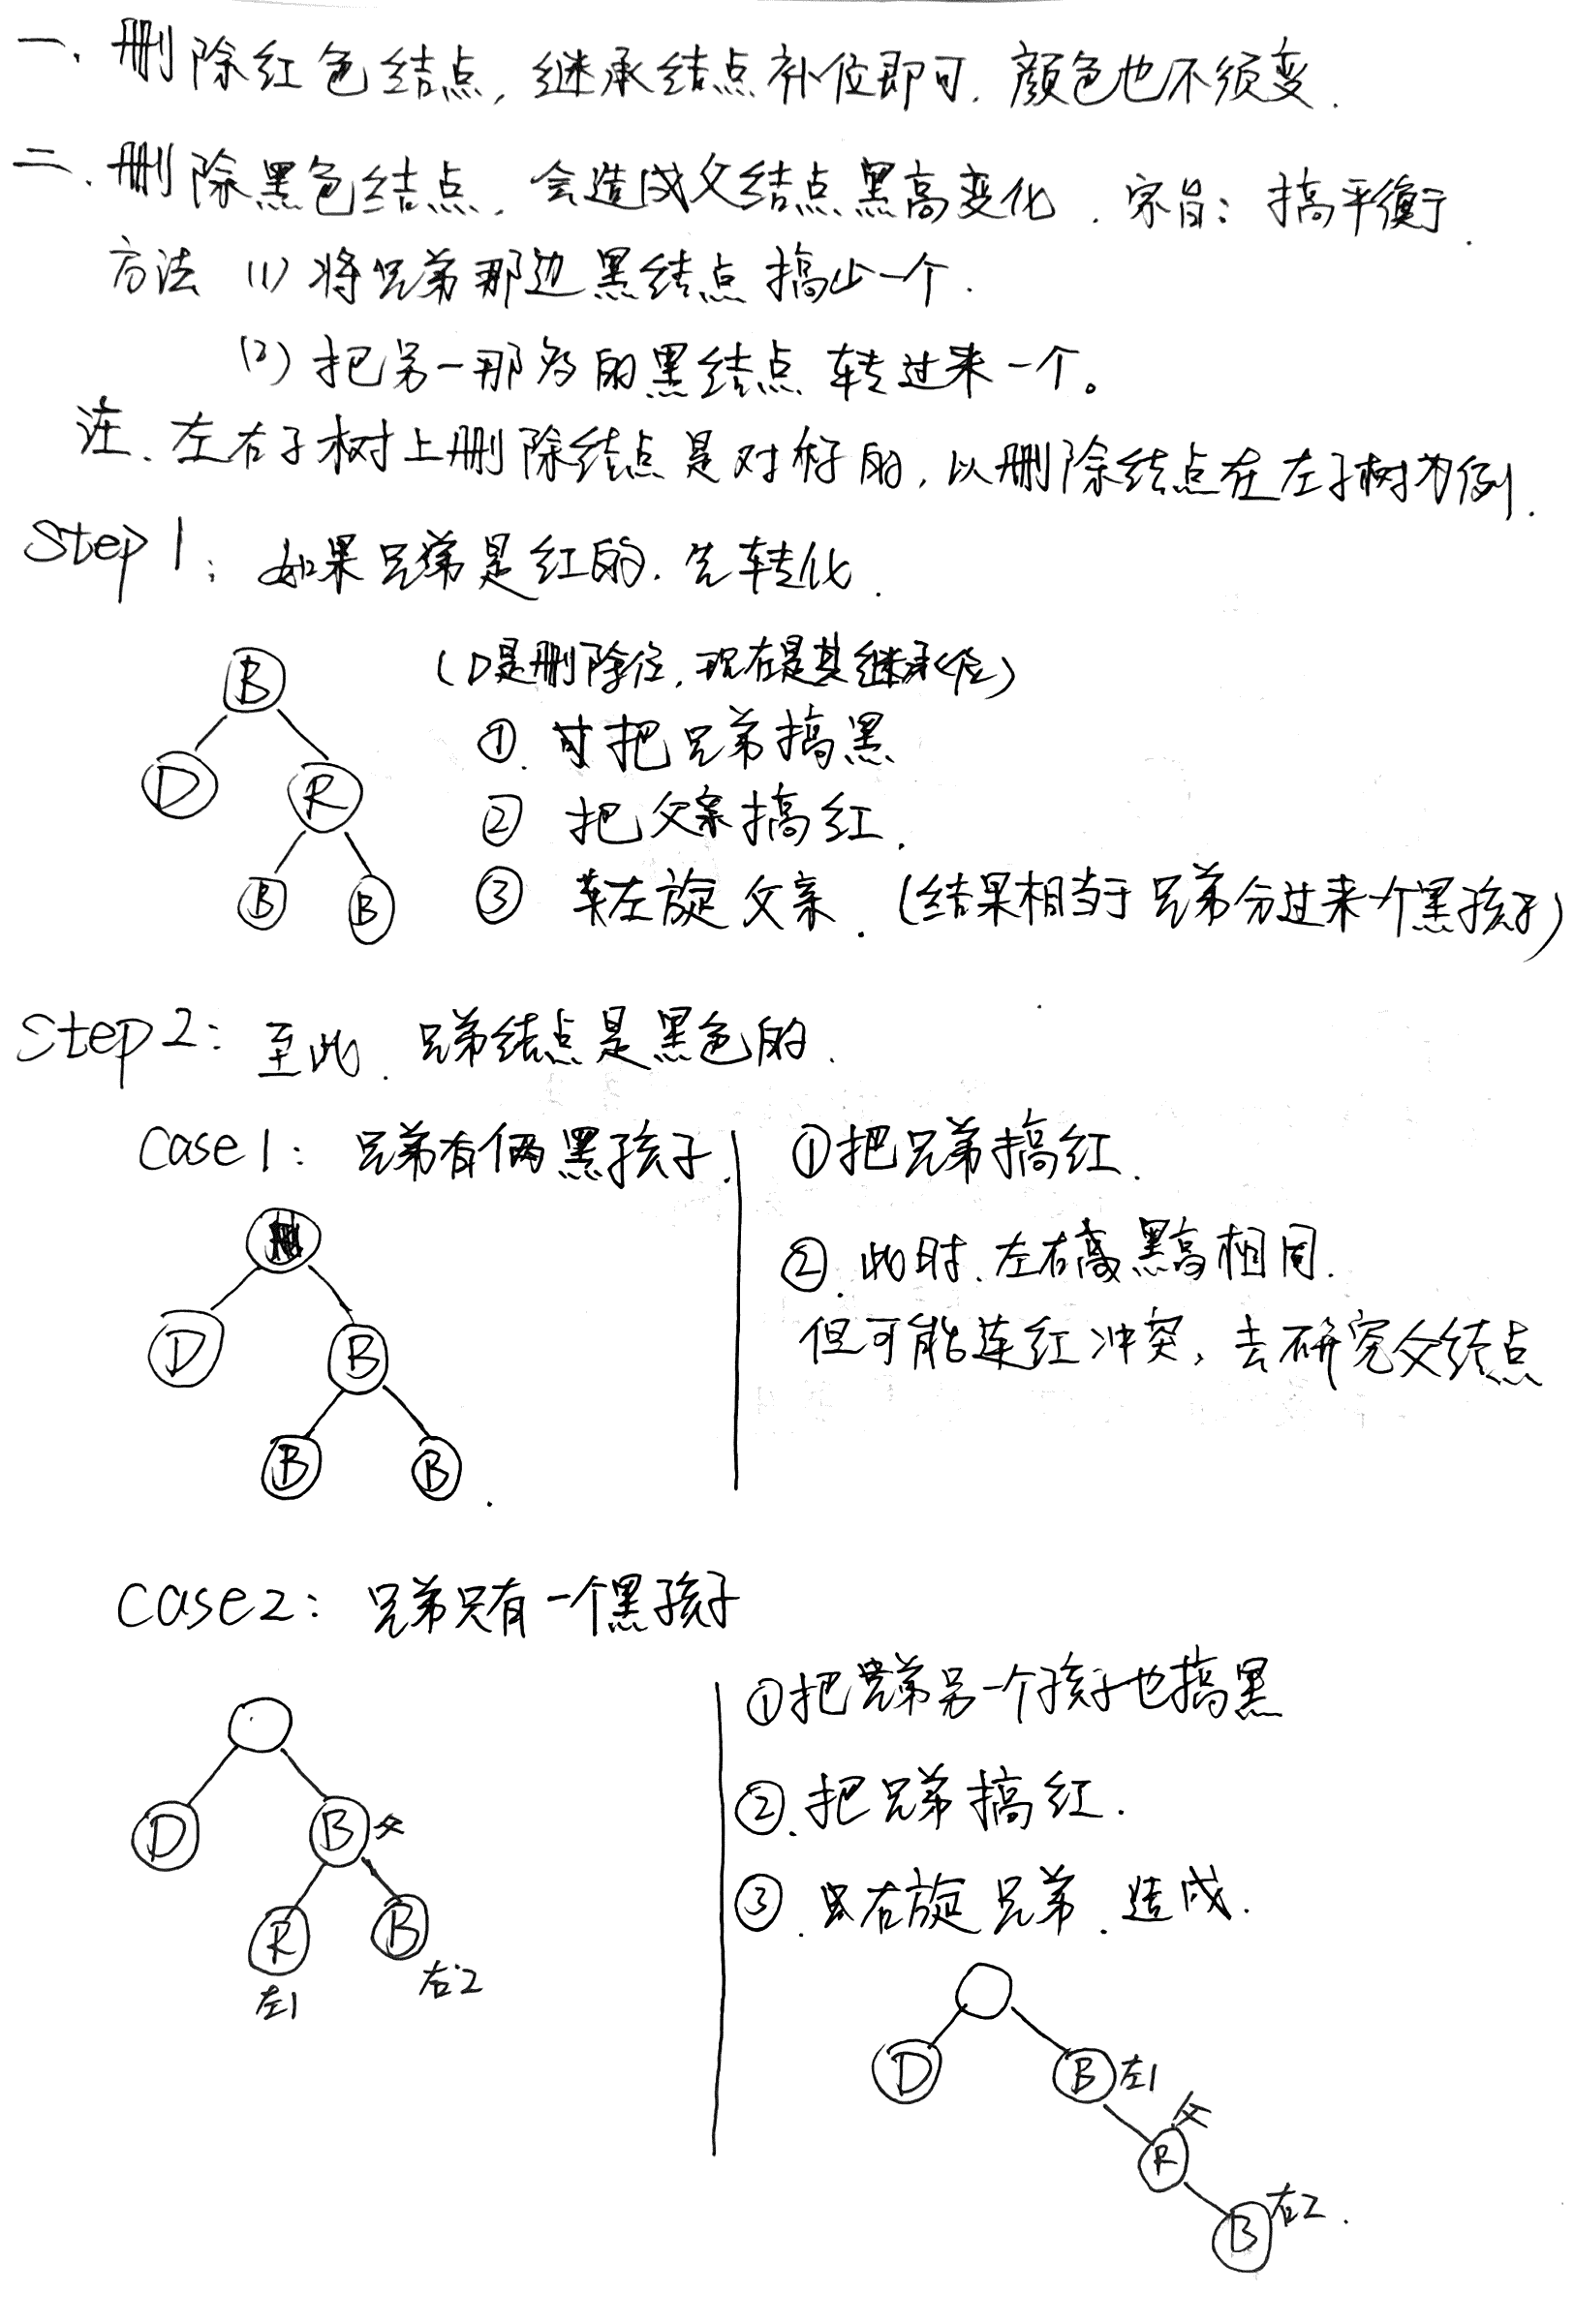 一、删除红色结点,继承结点补位即可.颜色也不须变.
二、删除黑色结点,会造成父结点黑高变化.宗旨:搞平衡.
方法 (1) 将兄弟那边黑结点搞少一个.
(2) 把另一那边的黑结点转过来一个。
注、左右子树上删除结点是对称的,以删除结点在左子树为例.
Step 1: 如果兄弟是红的.先转化.
(D是删除位,现在是其继承位)
B
①. 把兄弟搞黑
D R
② 把父亲搞红.
B B
③ 左旋父亲.(结果相当于兄弟分过来一个黑孩子)
Step 2: 至此.兄弟结点是黑色的.
case 1: 兄弟有俩黑孩子.
①把兄弟搞红.
②.此时.左右黑高相同.
但可能连红冲突,去研究父结点
D B
B B
case 2: 兄弟只有一个黑孩子
①把兄弟另一个孩子也搞黑
②.把兄弟搞红.
D B 父
③.右旋兄弟.造成.
R B
左1 右2
D B 左1
父
R
B 右2.